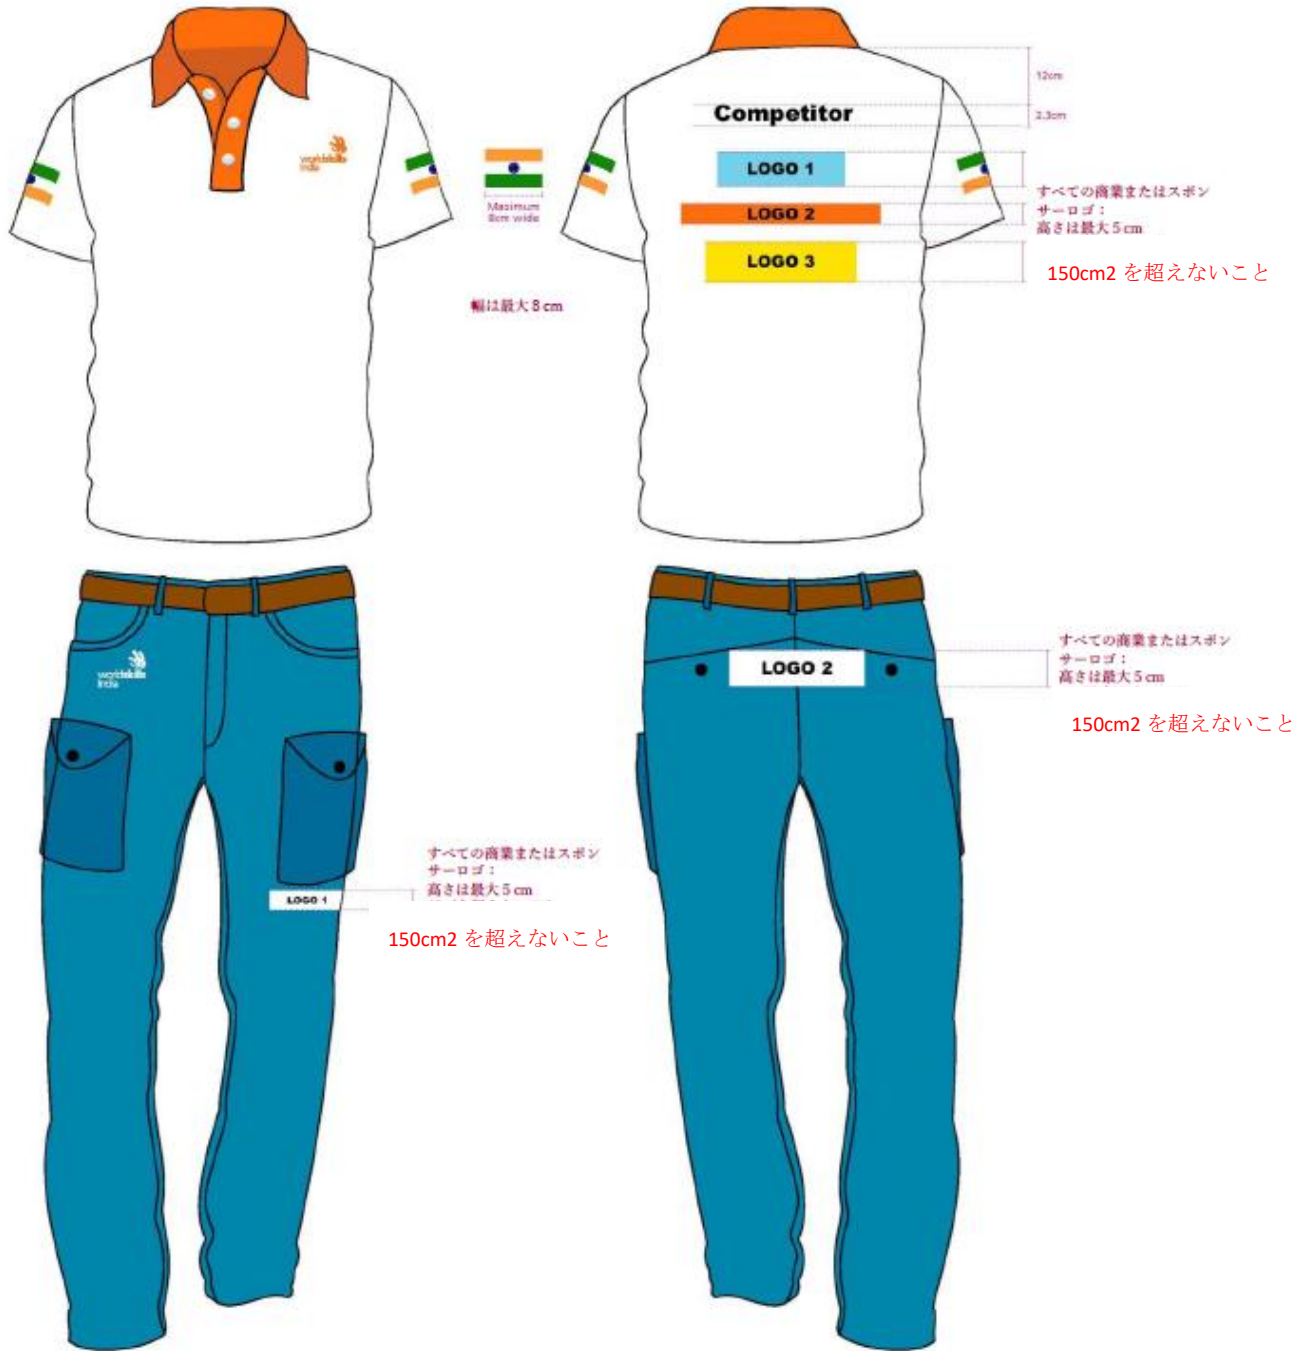 worldskills
India
Maximum
8cm wide
幅は最大 8 cm
Competitor
12cm
2.3cm
LOGO 1
LOGO 2
LOGO 3
すべての商業またはスポン
サーロゴ：
高さは最大 5 cm
150cm2 を超えないこと
worldskills
India
LOGO 1
すべての商業またはスポン
サーロゴ：
高さは最大 5 cm
150cm2 を超えないこと
LOGO 2
すべての商業またはスポン
サーロゴ：
高さは最大 5 cm
150cm2 を超えないこと